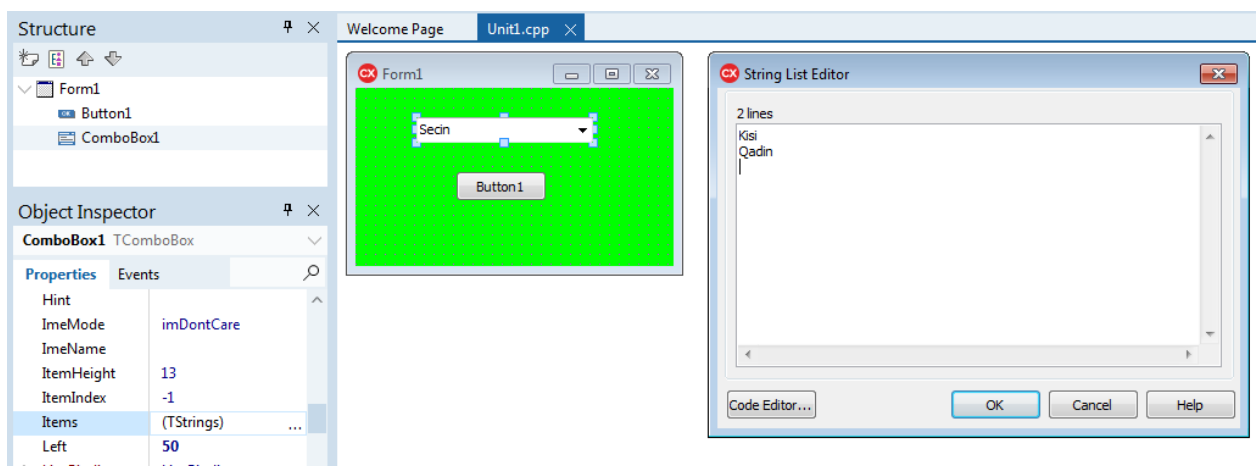 Structure
Form1
Button1
ComboBox1
Object Inspector
ComboBox1 TComboBox
Properties Events
Hint
ImeMode imDontCare
ImeName
ItemHeight 13
ItemIndex -1
Items (TStrings) ...
Left 50
Welcome Page Unit1.cpp
CX Form1
Secin
Button1
CX String List Editor
2 lines
Kisi
Qadin
Code Editor... OK Cancel Help